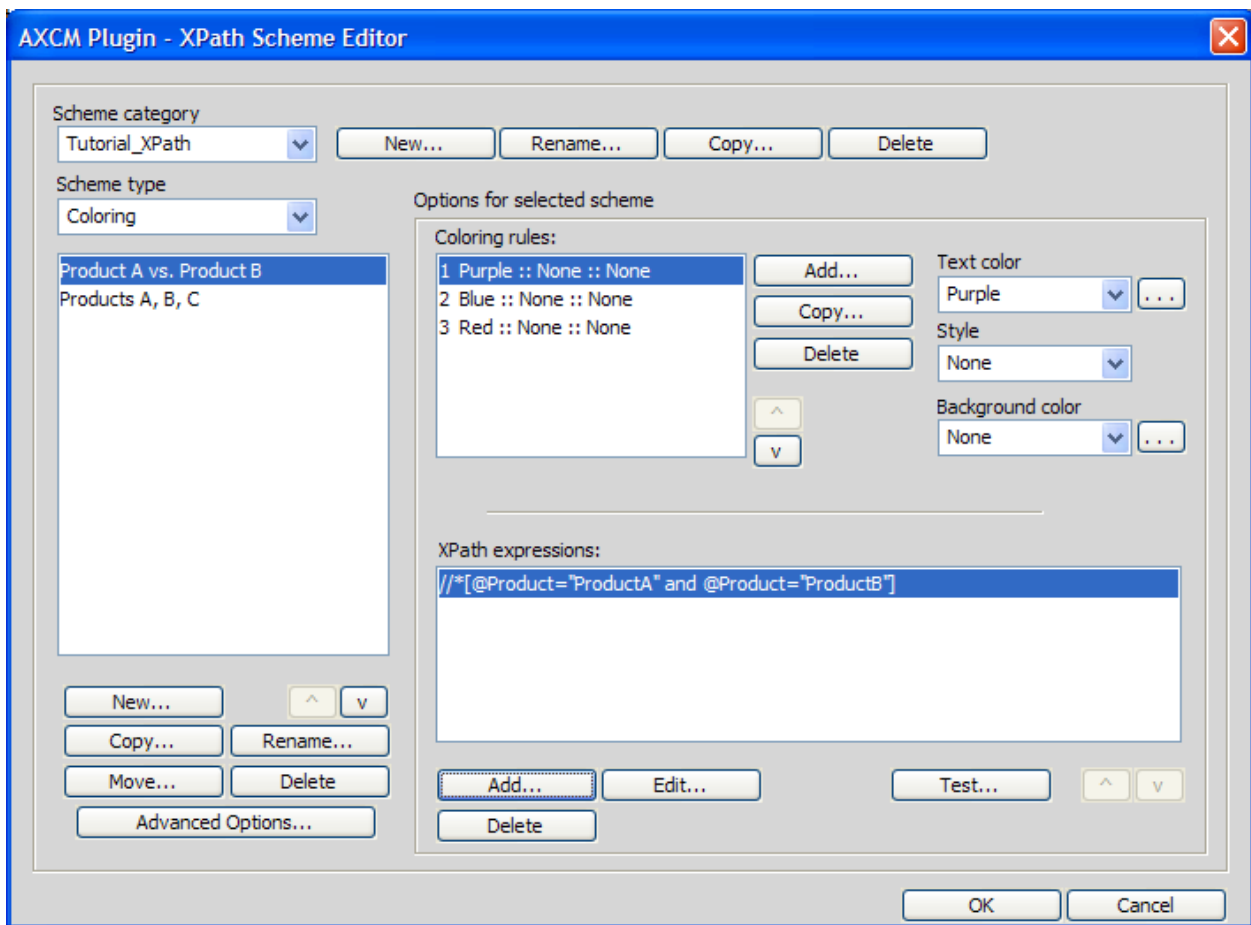 AXCM Plugin - XPath Scheme Editor
Scheme category
Tutorial_XPath
New...
Rename...
Copy...
Delete
Scheme type
Coloring
Product A vs. Product B
Products A, B, C
New...
^
v
Copy...
Rename...
Move...
Delete
Advanced Options...
Options for selected scheme
Coloring rules:
1 Purple :: None :: None
2 Blue :: None :: None
3 Red :: None :: None
Add...
Copy...
Delete
^
v
Text color
Purple
...
Style
None
Background color
None
...
XPath expressions:
//*[@Product="ProductA" and @Product="ProductB"]
Add...
Edit...
Test...
^
v
Delete
OK
Cancel